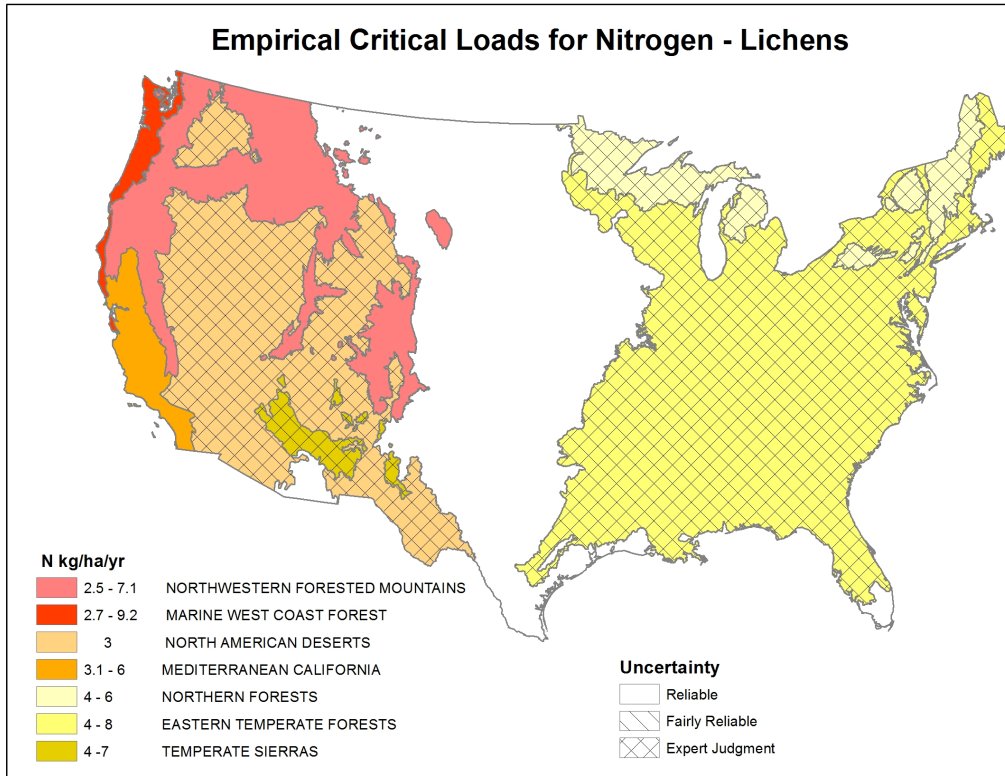 Empirical Critical Loads for Nitrogen - Lichens
N kg/ha/yr
2.5 - 7.1 NORTHWESTERN FORESTED MOUNTAINS
2.7 - 9.2 MARINE WEST COAST FOREST
3 NORTH AMERICAN DESERTS
3.1 - 6 MEDITERRANEAN CALIFORNIA
4 - 6 NORTHERN FORESTS
4 - 8 EASTERN TEMPERATE FORESTS
4 -7 TEMPERATE SIERRAS
Uncertainty
Reliable
Fairly Reliable
Expert Judgment